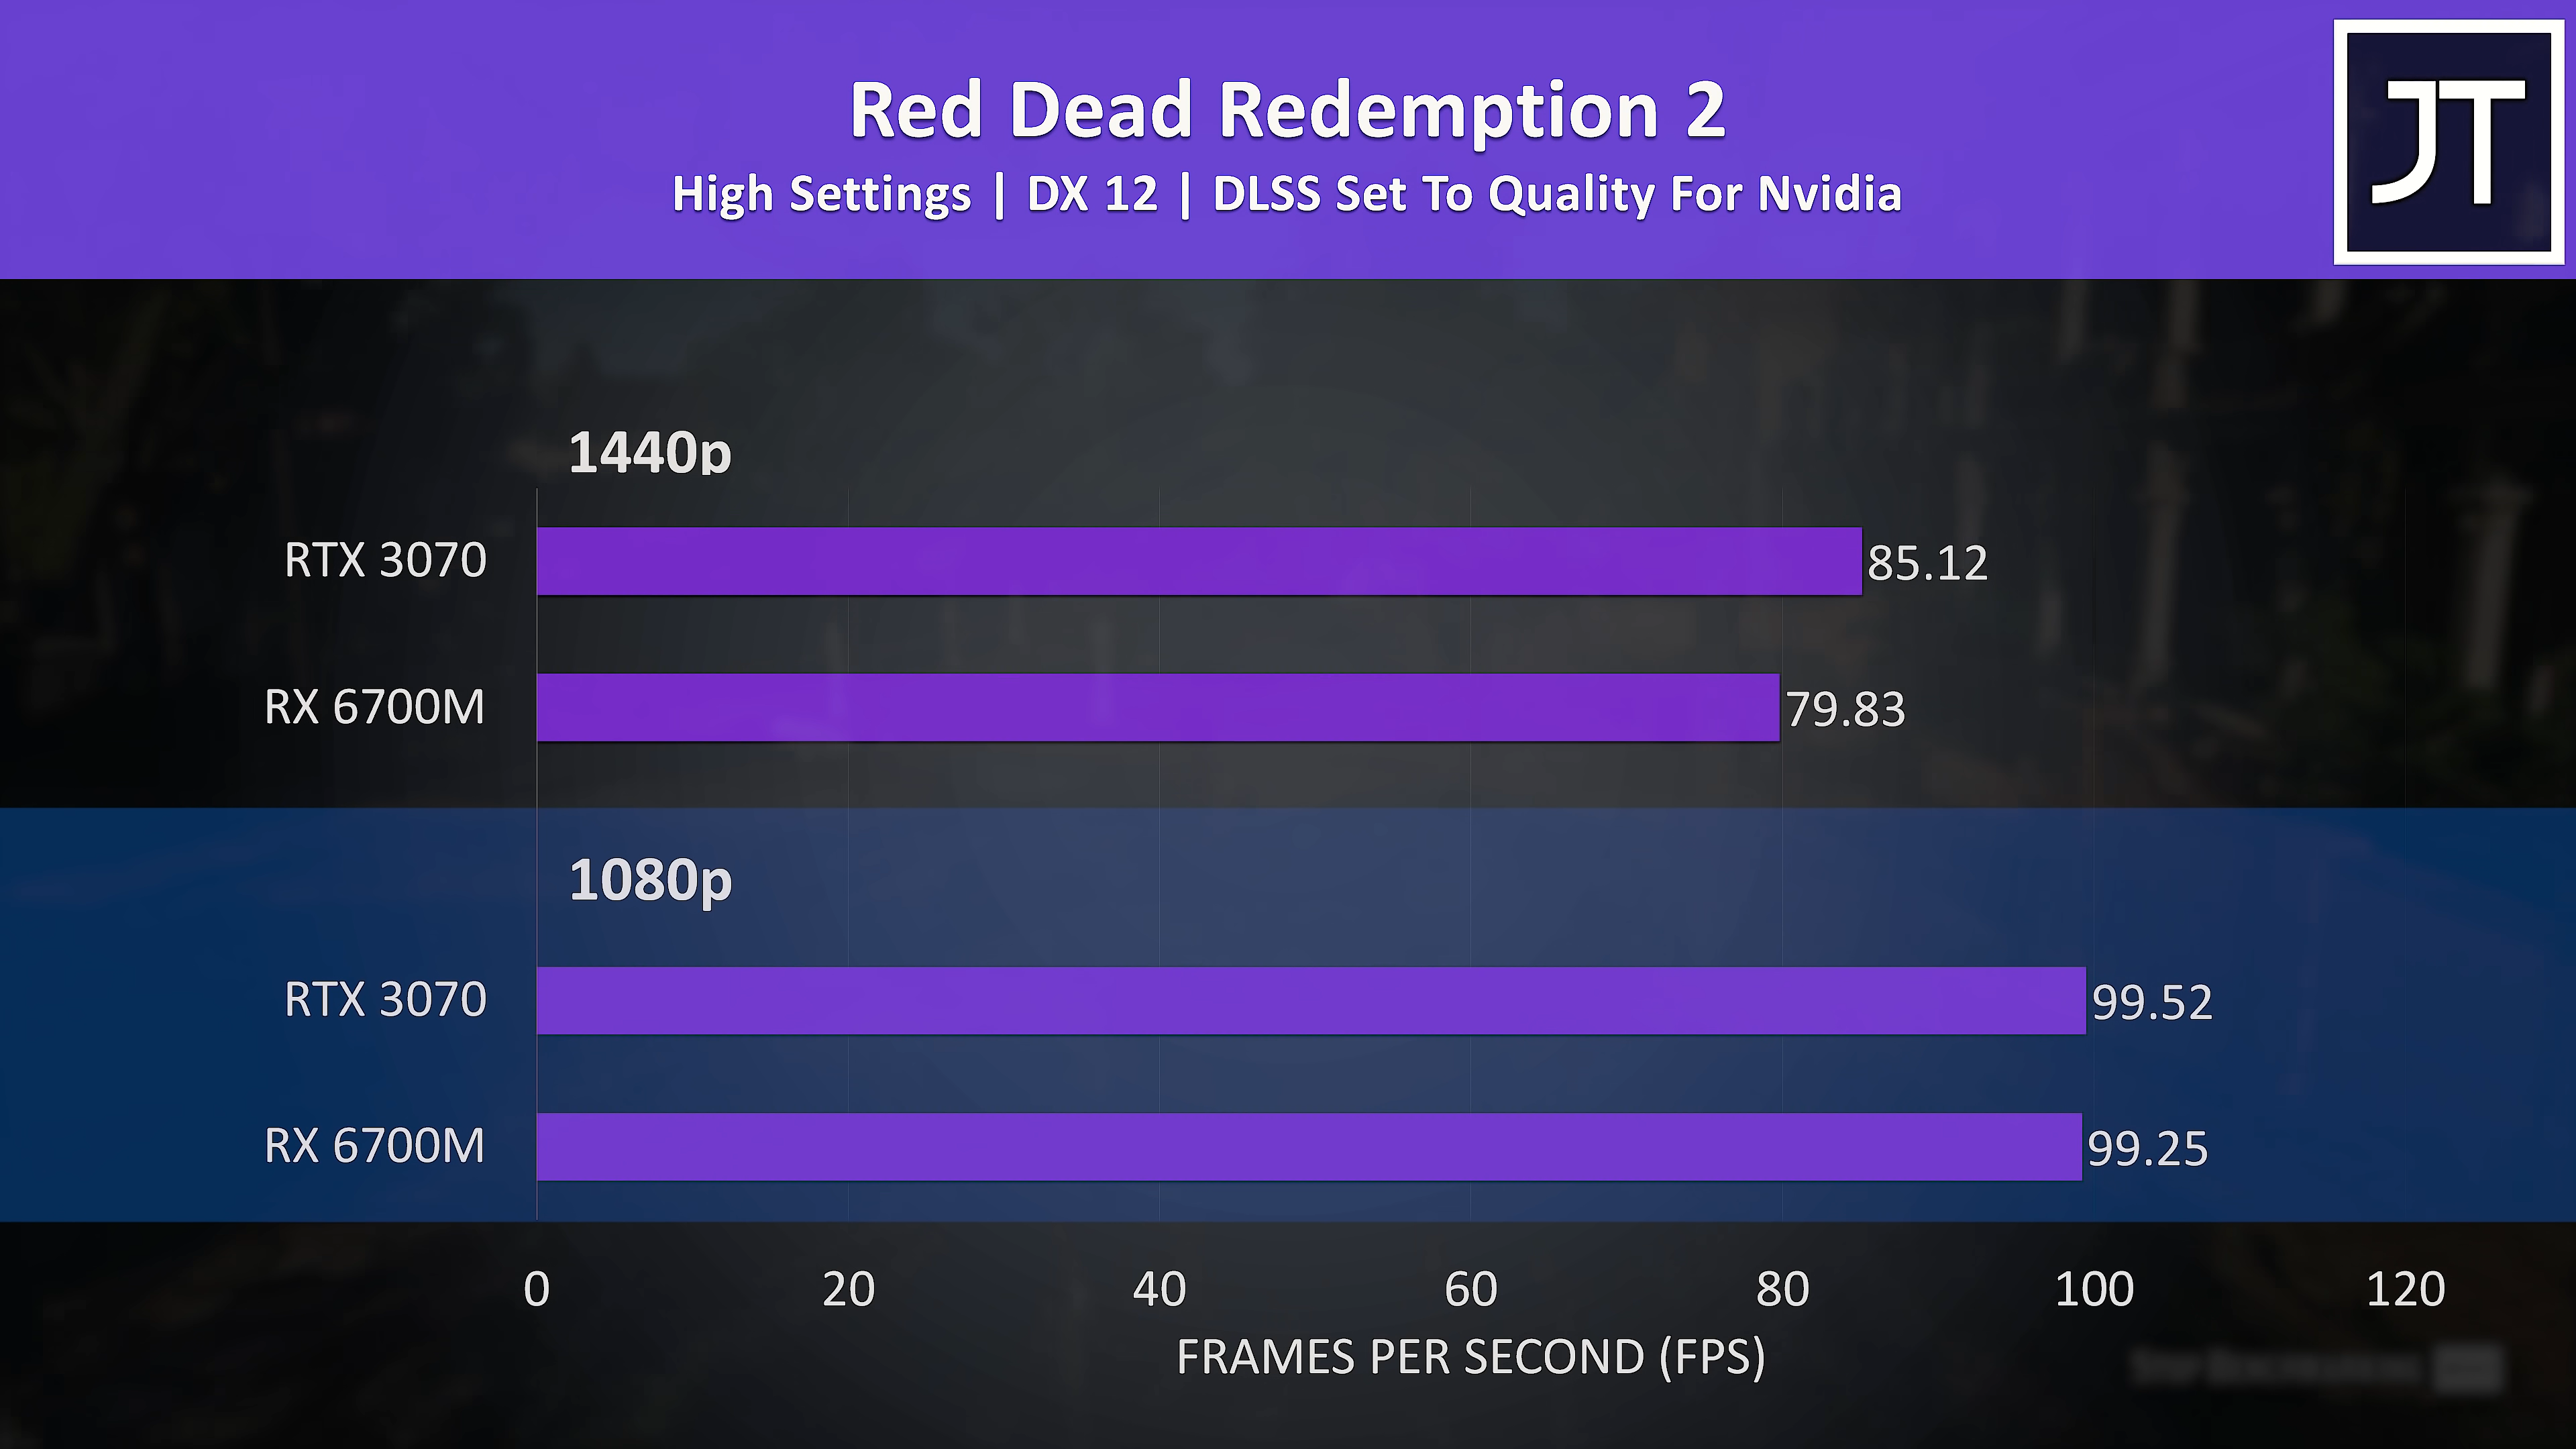 Red Dead Redemption 2
High Settings | DX 12 | DLSS Set To Quality For Nvidia
JT
1440p
RTX 3070 85.12
RX 6700M 79.83
1080p
RTX 3070 99.52
RX 6700M 99.25
0 20 40 60 80 100 120
FRAMES PER SECOND (FPS)